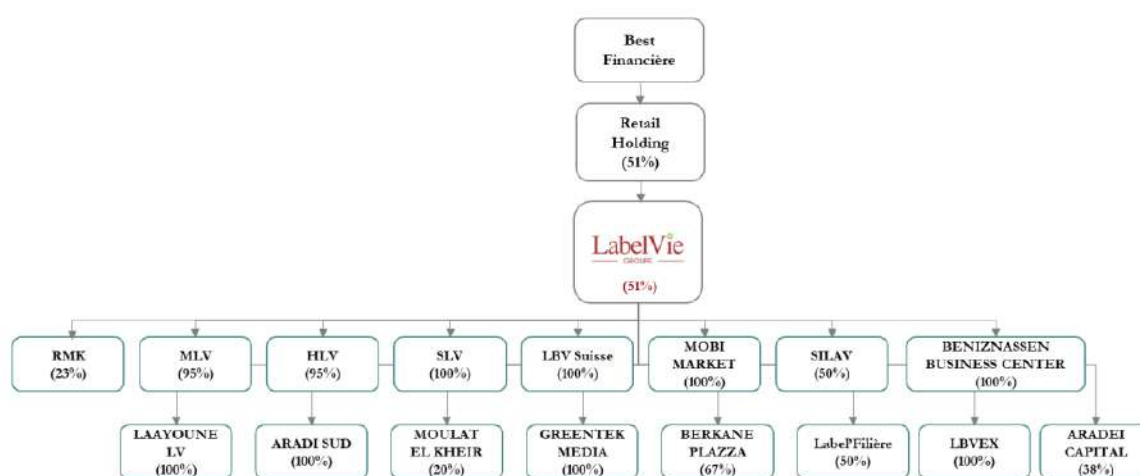 Best
Financière
Retail
Holding
(51%)
LabelVie
GROUPE
(51%)
RMK
(23%)
MLV
(95%)
HLV
(95%)
SLV
(100%)
LBV Suisse
(100%)
MOBI
MARKET
(100%)
SILAV
(50%)
BENIZNASSEN
BUSINESS CENTER
(100%)
LAAYOUNE
LV
(100%)
ARADI SUD
(100%)
MOULAT
EL KHEIR
(20%)
GREENTEK
MEDIA
(100%)
BERKANE
PLAZZA
(67%)
Labe'Filière
(50%)
LBVEX
(100%)
ARADEI
CAPITAL
(38%)